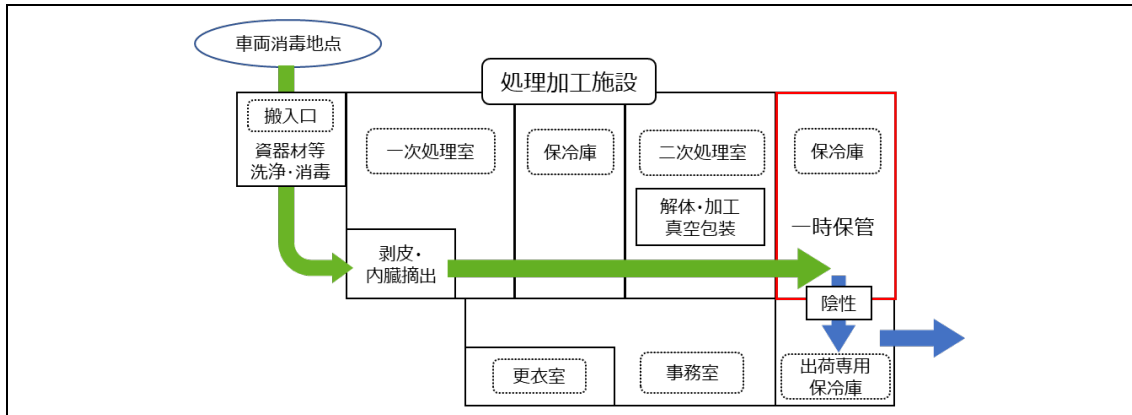 車両消毒地点
処理加工施設
搬入口
資器材等
洗浄・消毒
一次処理室
保冷庫
二次処理室
保冷庫
解体・加工
真空包装
一時保管
剥皮・
内臓摘出
陰性
更衣室
事務室
出荷専用
保冷庫